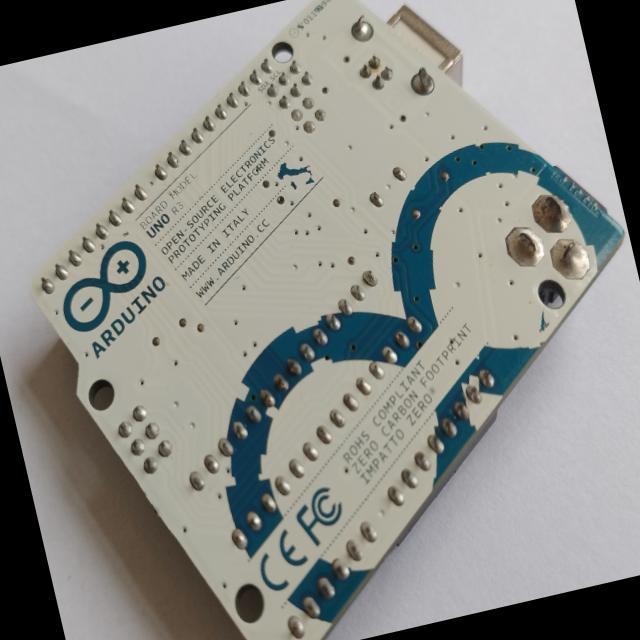 BOARD MODEL
UNO R3
OPEN-SOURCE ELECTRONICS
PROTOTYPING PLATFORM
MADE IN ITALY
WWW.ARDUINO.CC
ARDUINO
ROHS COMPLIANT
ZERO CARBON FOOTPRINT
IMPATTO ZERO
CE FC